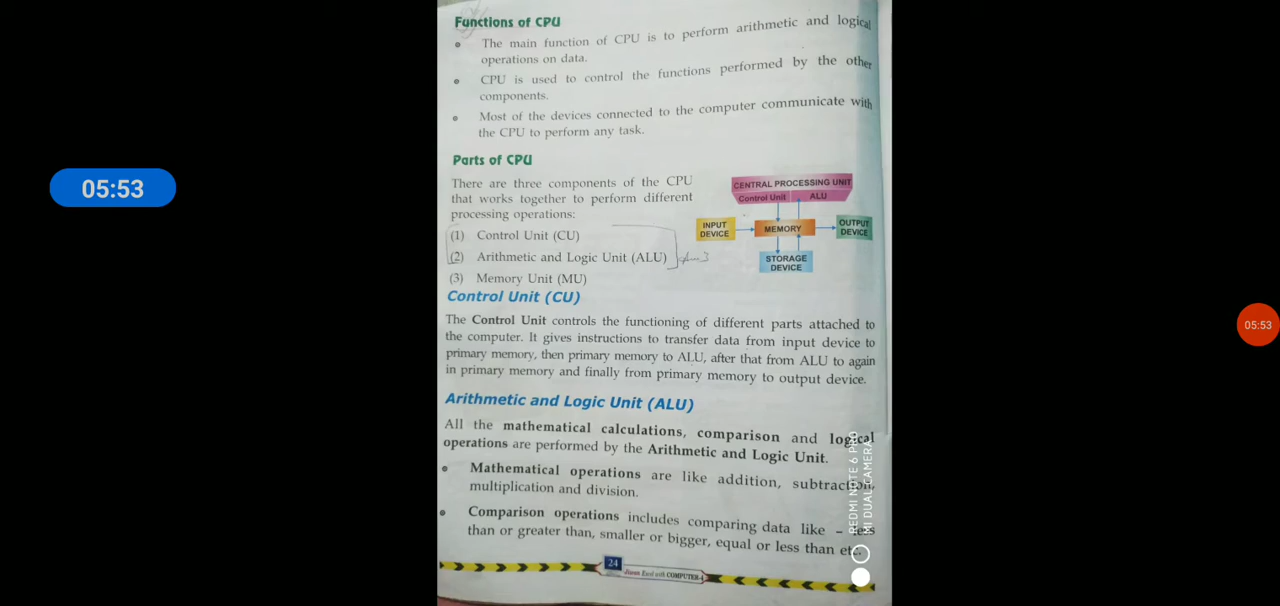 Functions of CPU
The main function of CPU is to perform arithmetic and logical
operations on data.
CPU is used to control the functions performed by the other
components.
Most of the devices connected to the computer communicate with
the CPU to perform any task.
Parts of CPU
There are three components of the CPU
that works together to perform different
processing operations:
(1) Control Unit (CU)
(2) Arithmetic and Logic Unit (ALU)
(3) Memory Unit (MU)
CENTRAL PROCESSING UNIT
Control Unit ALU
INPUT
DEVICE
MEMORY
OUTPUT
DEVICE
STORAGE
DEVICE
Control Unit (CU)
The Control Unit controls the functioning of different parts attached to
the computer. It gives instructions to transfer data from input device to
primary memory, then primary memory to ALU, after that from ALU to again
in primary memory and finally from primary memory to output device.
Arithmetic and Logic Unit (ALU)
All the mathematical calculations, comparison and logical
operations are performed by the Arithmetic and Logic Unit.
Mathematical operations are like addition, subtraction,
multiplication and division.
Comparison operations includes comparing data like – less
than or greater than, smaller or bigger, equal or less than etc.
24
with COMPUTER-4
REDMI NOTE 6 PRO
MI DUAL CAMERA
05:53
05:53